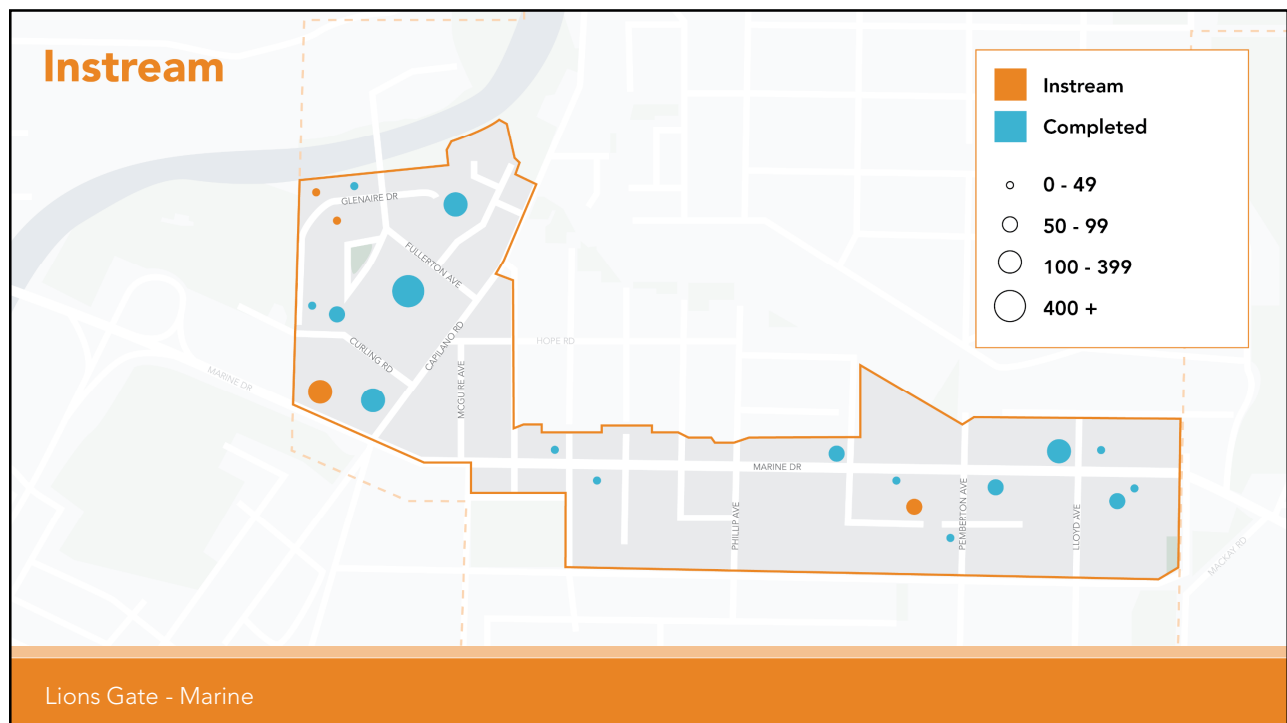 Instream
Instream
Completed
0 - 49
50 - 99
100 - 399
400 +
GLENAIRE DR
FULLERTON AVE
CAPILANO RD
CURLING RD
MCGUIRE AVE
HOPE RD
MARINE DR
MARINE DR
PHILLIP AVE
PEMBERTON AVE
LLOYD AVE
MACKAY RD
Lions Gate - Marine